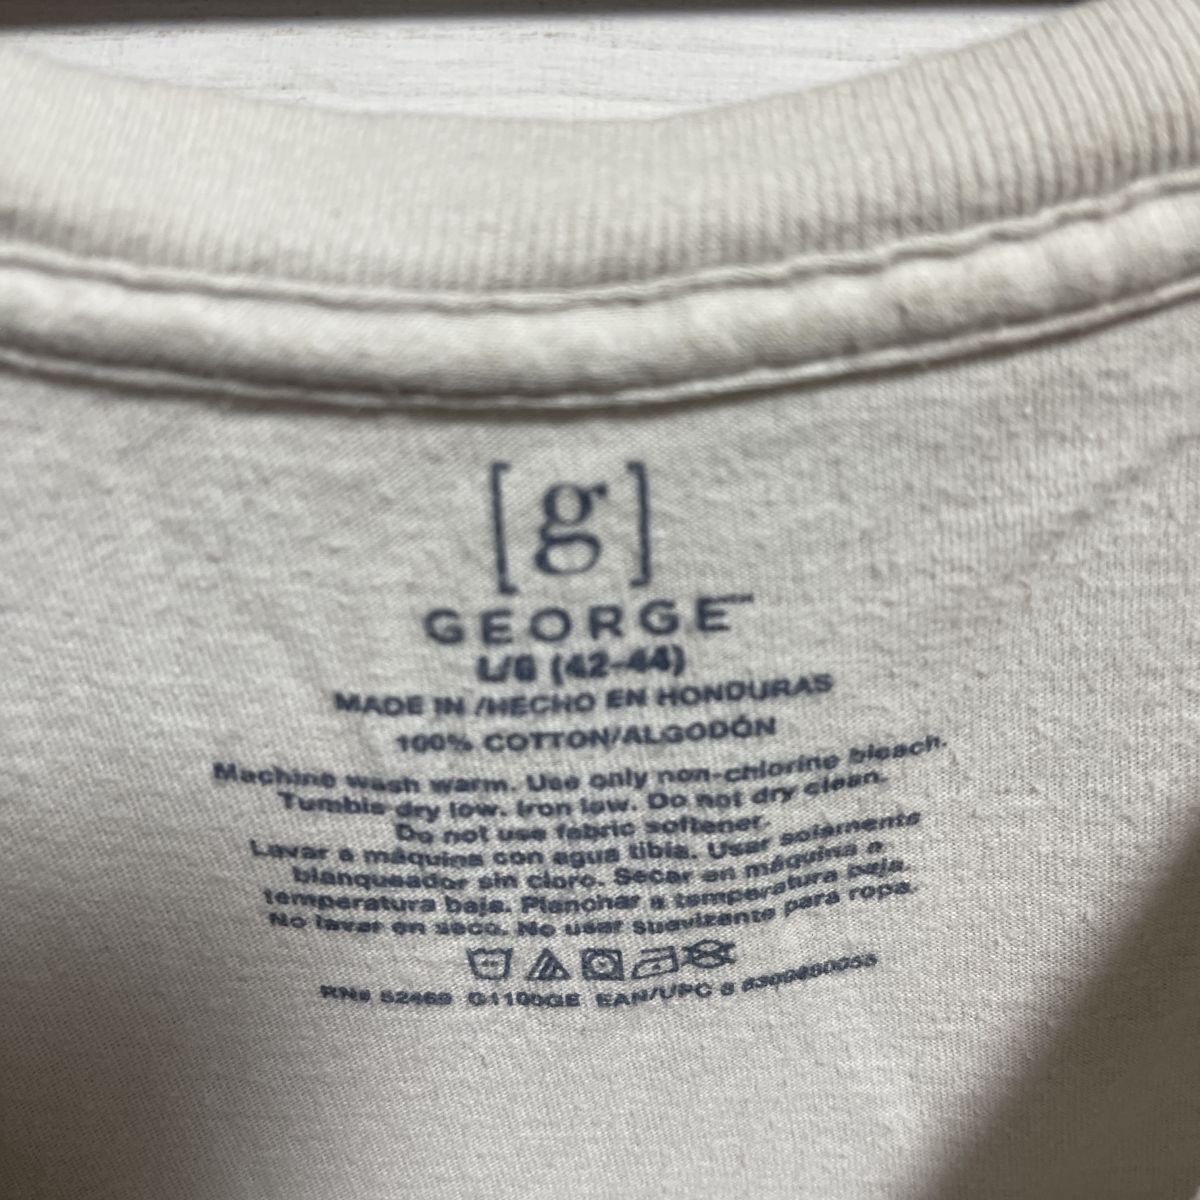 [g]
GEORGE
L/G (42-44)
MADE IN /HECHO EN HONDURAS
100% COTTON/ALGODÓN
Machine wash warm. Use only non-chlorine bleach.
Tumble dry low. Iron low. Do not dry clean.
Do not use fabric softener.
Lavar a máquina con agua tibia. Usar solamente
blanqueador sin cloro. Secar en máquina a
temperatura baja. Planchar a temperatura baja.
No lavar en seco. No usar suavizante para ropa.
RN# 52469 G1100GE EAN/UPC